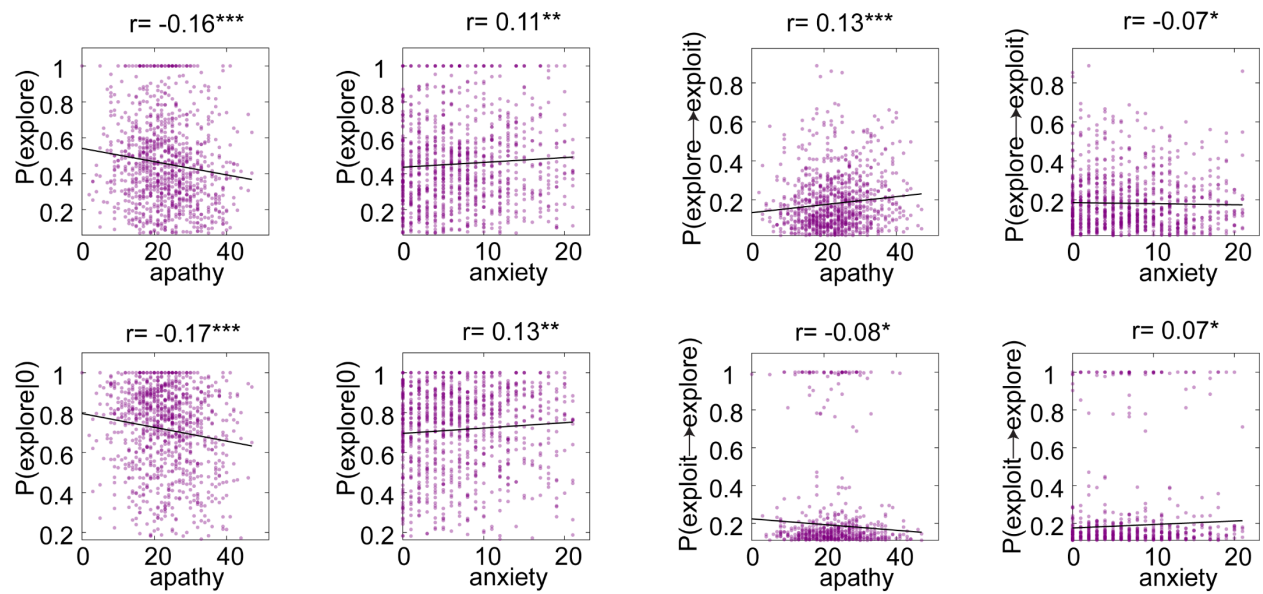 r= -0.16***
P(explore)
1
0.8
0.6
0.4
0.2
0 20 40
apathy
r= 0.11**
P(explore)
1
0.8
0.6
0.4
0.2
0 10 20
anxiety
r= 0.13***
P(explore→exploit)
0.8
0.6
0.4
0.2
0 20 40
apathy
r= -0.07*
P(explore→exploit)
0.8
0.6
0.4
0.2
0 10 20
anxiety
r= -0.17***
P(explore|0)
1
0.8
0.6
0.4
0.2
0 20 40
apathy
r= 0.13**
P(explore|0)
1
0.8
0.6
0.4
0.2
0 10 20
anxiety
r= -0.08*
P(exploit→explore)
1
0.8
0.6
0.4
0.2
0 20 40
apathy
r= 0.07*
P(exploit→explore)
1
0.8
0.6
0.4
0.2
0 10 20
anxiety